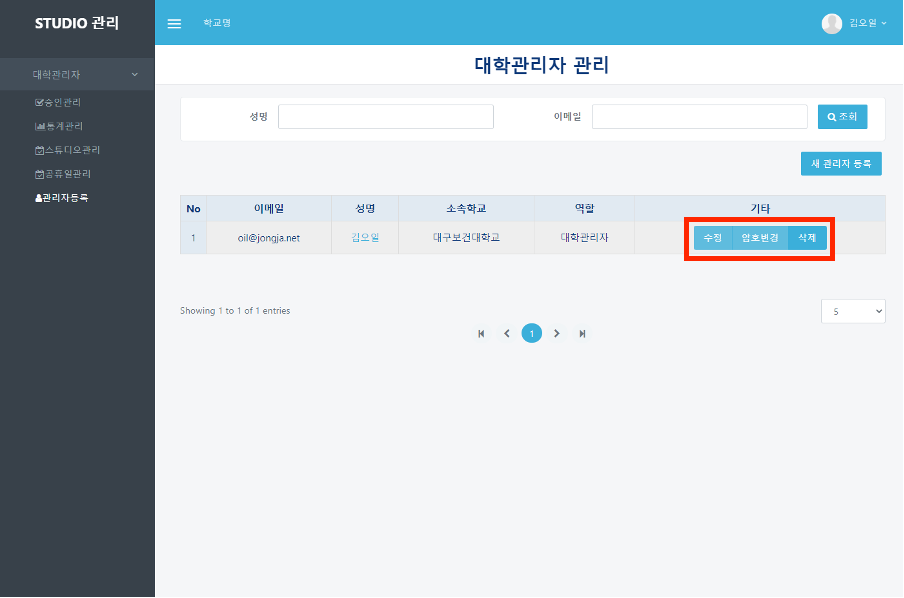 STUDIO 관리
학교명
김오일
대학관리자
승인관리
통계관리
스튜디오관리
공휴일관리
관리자등록
대학관리자 관리
성명
이메일
조회
새 관리자 등록
No 이메일 성명 소속학교 역할 기타
1 oil@jongja.net 김오일 대구보건대학교 대학관리자 수정 암호변경 삭제
Showing 1 to 1 of 1 entries
5
1